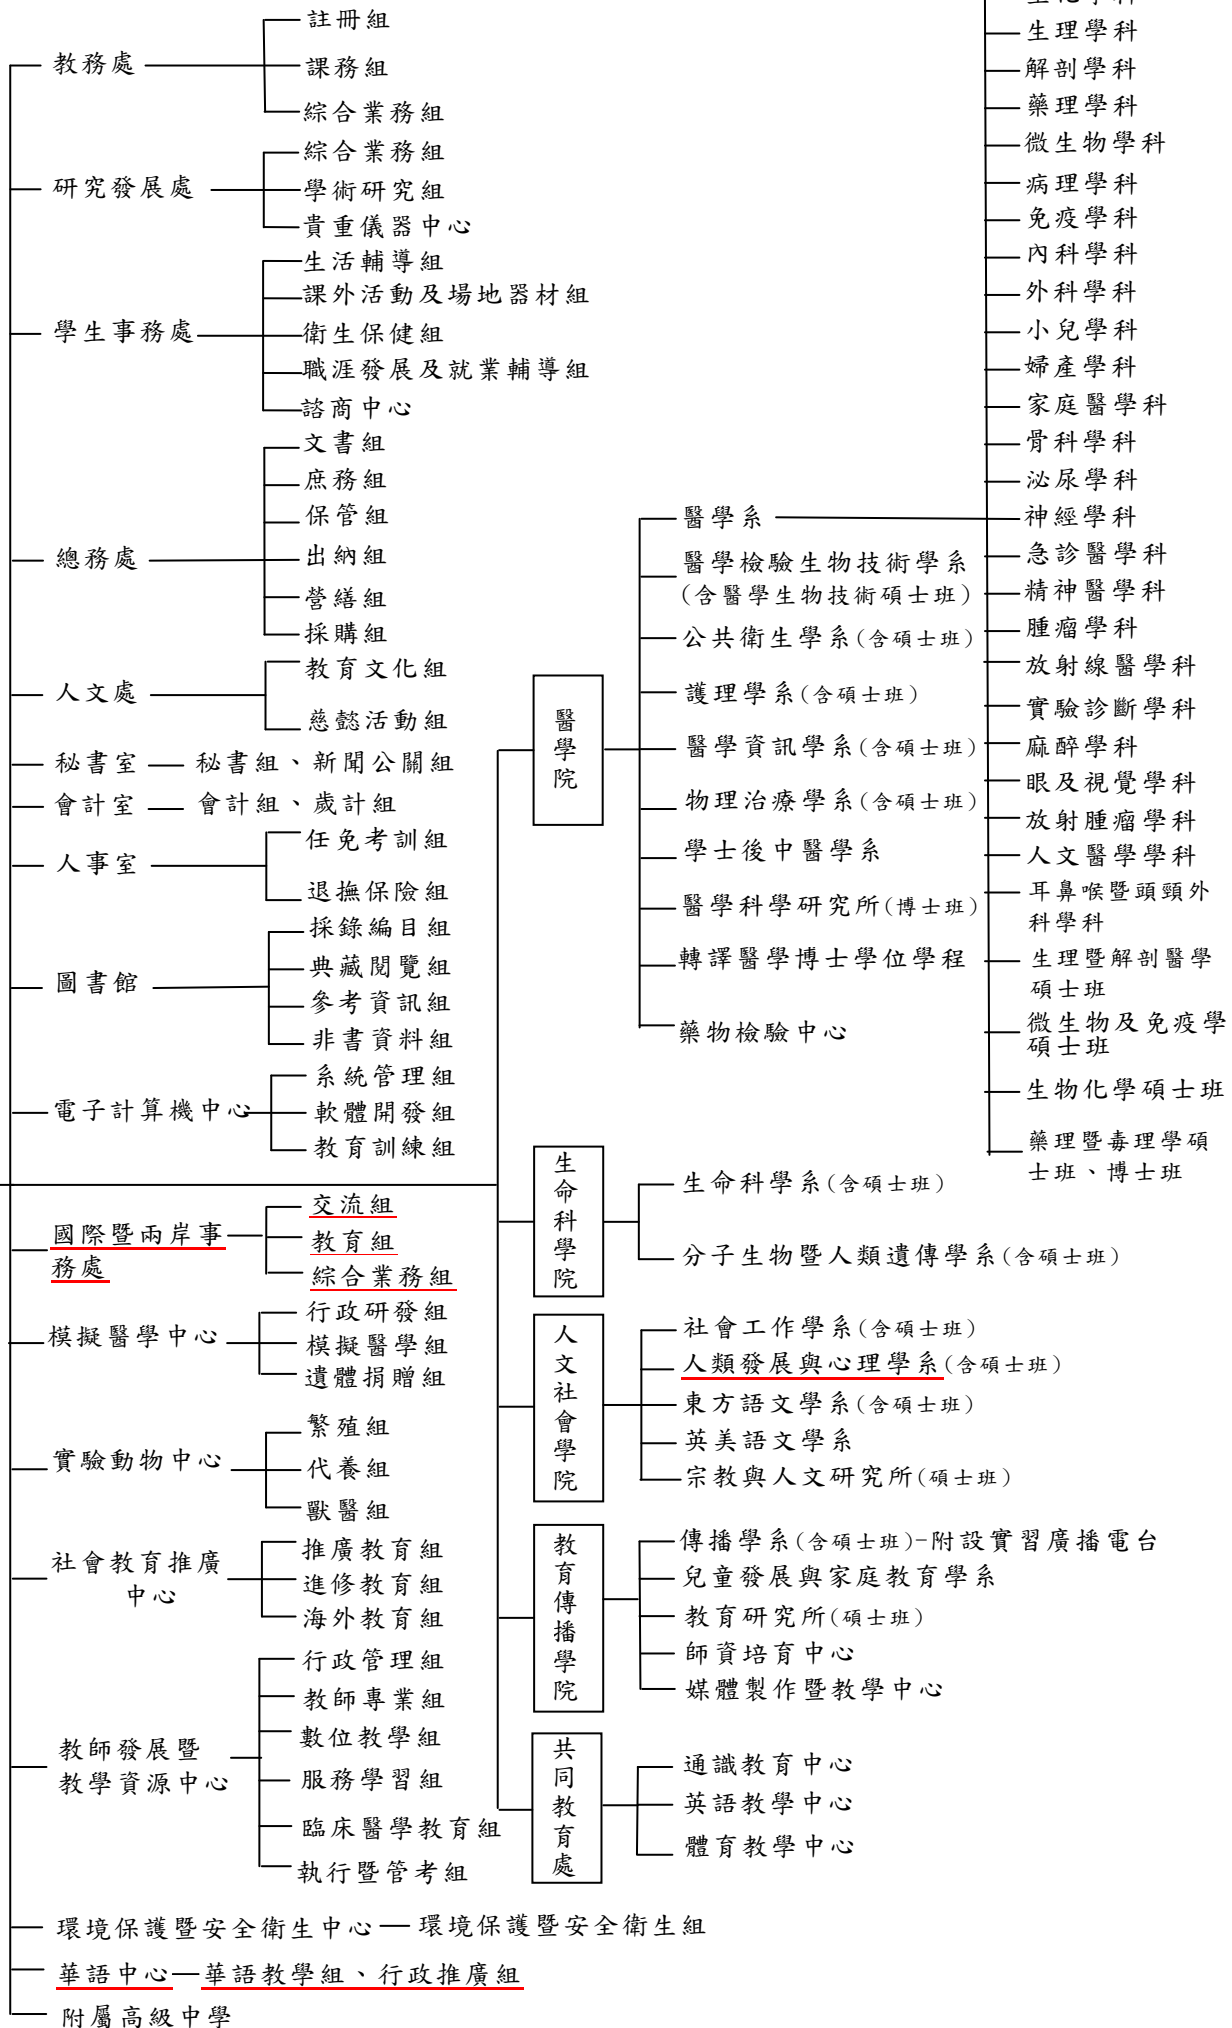 教務處
註冊組
課務組
綜合業務組
研究發展處
綜合業務組
學術研究組
貴重儀器中心
學生事務處
生活輔導組
課外活動及場地器材組
衛生保健組
職涯發展及就業輔導組
諮商中心
總務處
文書組
庶務組
保管組
出納組
營繕組
採購組
人文處
教育文化組
慈懿活動組
秘書室
秘書組、新聞公關組
會計室
會計組、歲計組
人事室
任免考訓組
退撫保險組
圖書館
採錄編目組
典藏閱覽組
參考資訊組
非書資料組
電子計算機中心
系統管理組
軟體開發組
教育訓練組
國際暨兩岸事
務處
交流組
教育組
綜合業務組
模擬醫學中心
行政研發組
模擬醫學組
遺體捐贈組
實驗動物中心
繁殖組
代養組
獸醫組
社會教育推廣
中心
推廣教育組
進修教育組
海外教育組
教師發展暨
教學資源中心
行政管理組
教師專業組
數位教學組
服務學習組
臨床醫學教育組
執行暨管考組
環境保護暨安全衛生中心
環境保護暨安全衛生組
華語中心
華語教學組、行政推廣組
附屬高級中學
醫學院
醫學系
醫學檢驗生物技術學系
(含醫學生物技術碩士班)
公共衛生學系(含碩士班)
護理學系(含碩士班)
醫學資訊學系(含碩士班)
物理治療學系(含碩士班)
學士後中醫學系
醫學科學研究所(博士班)
轉譯醫學博士學位學程
藥物檢驗中心
生理學科
解剖學科
藥理學科
微生物學科
病理學科
免疫學科
內科學科
外科學科
小兒學科
婦產學科
家庭醫學科
骨科學科
泌尿學科
神經學科
急診醫學科
精神醫學科
腫瘤學科
放射線醫學科
實驗診斷學科
麻醉學科
眼及視覺學科
放射腫瘤學科
人文醫學學科
耳鼻喉暨頭頸外
科學科
生理暨解剖醫學
碩士班
微生物及免疫學
碩士班
生物化學碩士班
藥理暨毒理學碩
士班、博士班
生命科學院
生命科學系(含碩士班)
分子生物暨人類遺傳學系(含碩士班)
人文社會學院
社會工作學系(含碩士班)
人類發展與心理學系(含碩士班)
東方語文學系(含碩士班)
英美語文學系
宗教與人文研究所(碩士班)
教育傳播學院
傳播學系(含碩士班)-附設實習廣播電台
兒童發展與家庭教育學系
教育研究所(碩士班)
師資培育中心
媒體製作暨教學中心
共同教育處
通識教育中心
英語教學中心
體育教學中心